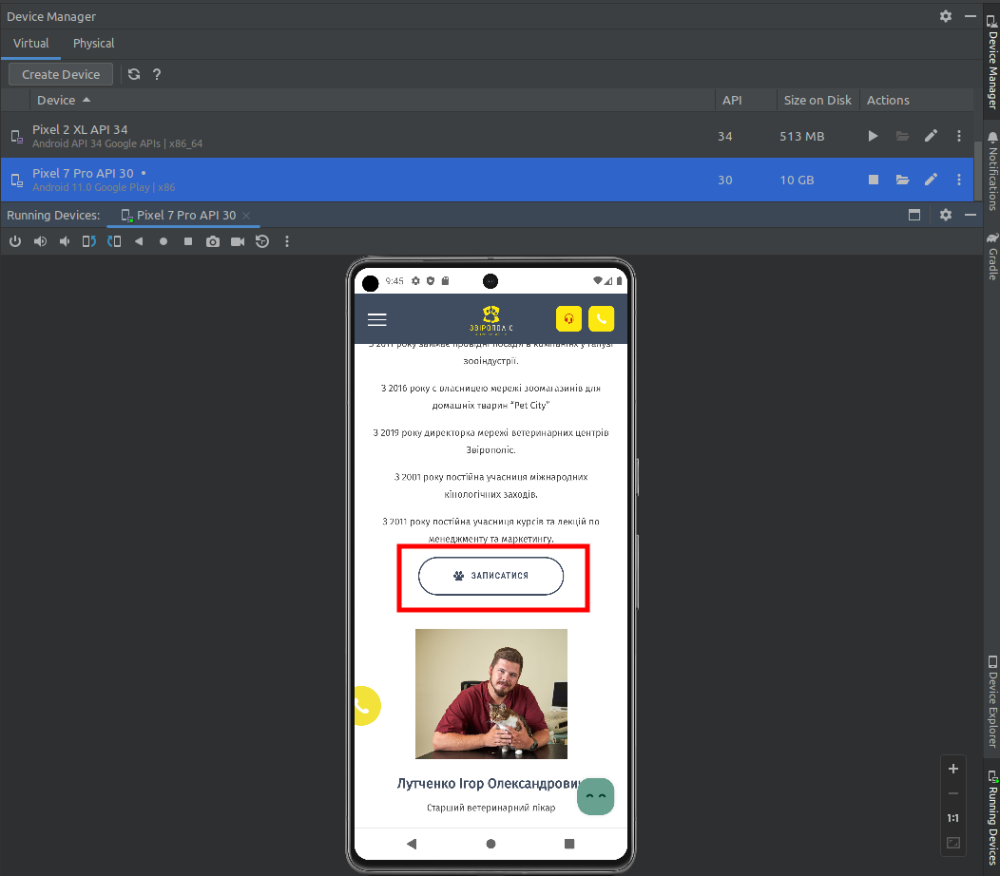 Device Manager
Virtual
Physical
Create Device
?
Device
API
Size on Disk
Actions
Pixel 2 XL API 34
Android API 34 Google APIs | x86_64
34
513 MB
Pixel 7 Pro API 30 •
Android 11.0 Google Play | x86
30
10 GB
Running Devices:
Pixel 7 Pro API 30
9:45
ЗВІРОПОЛІС
З 2011 року займає провідні посади в компаніях у галузі
зооіндустрії.
З 2016 року є власницею мережі зоомагазинів для
домашніх тварин “Pet City”
З 2019 року директорка мережі ветеринарних центрів
Звірополіс.
З 2001 року постійна учасниця міжнародних
кінологічних заходів.
З 2011 року постійна учасниця курсів та лекцій по
менеджменту та маркетингу.
ЗАПИСАТИСЯ
Лутченко Ігор Олександрович
Старший ветеринарний лікар
1:1
Device Manager
Notifications
Gradle
Device Explorer
Running Devices